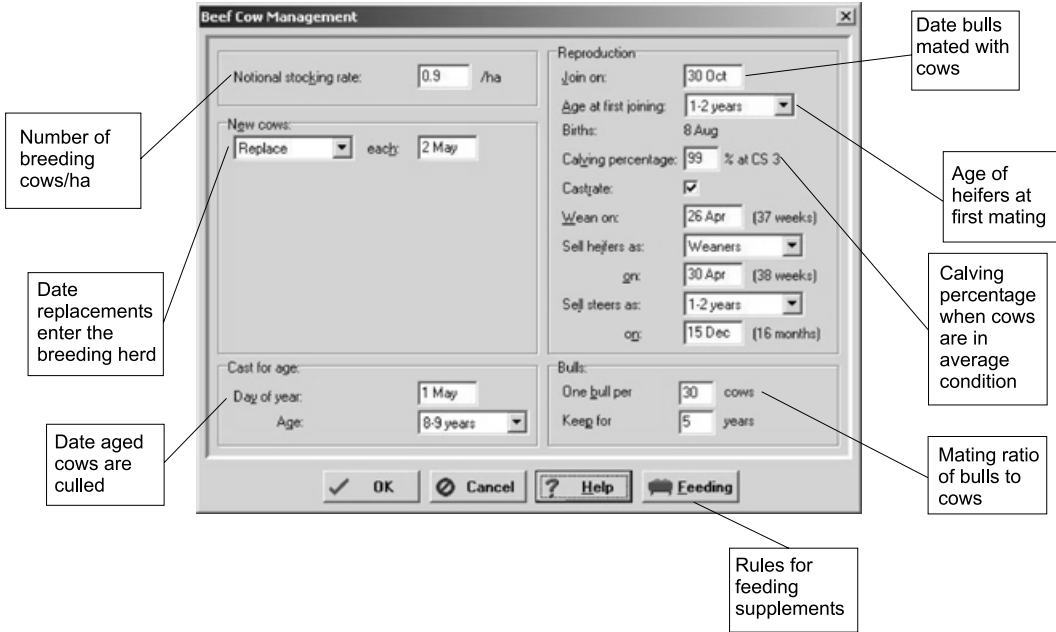 Beef Cow Management
Notional stocking rate: 0.9 /ha
New cows:
Replace each: 2 May
Cast for age:
Day of year: 1 May
Age: 8-9 years
Reproduction
Join on: 30 Oct
Age at first joining: 1-2 years
Births: 8 Aug
Calving percentage: 99 % at CS 3
Castrate:
Wean on: 26 Apr (37 weeks)
Sell heifers as: Weaners
on: 30 Apr (38 weeks)
Sell steers as: 1-2 years
on: 15 Dec (16 months)
Bulls:
One bull per 30 cows
Keep for 5 years
OK
Cancel
? Help
Feeding
Number of
breeding
cows/ha
Date
replacements
enter the
breeding herd
Date aged
cows are
culled
Date bulls
mated with
cows
Age of
heifers at
first mating
Calving
percentage
when cows
are in
average
condition
Mating ratio
of bulls to
cows
Rules for
feeding
supplements